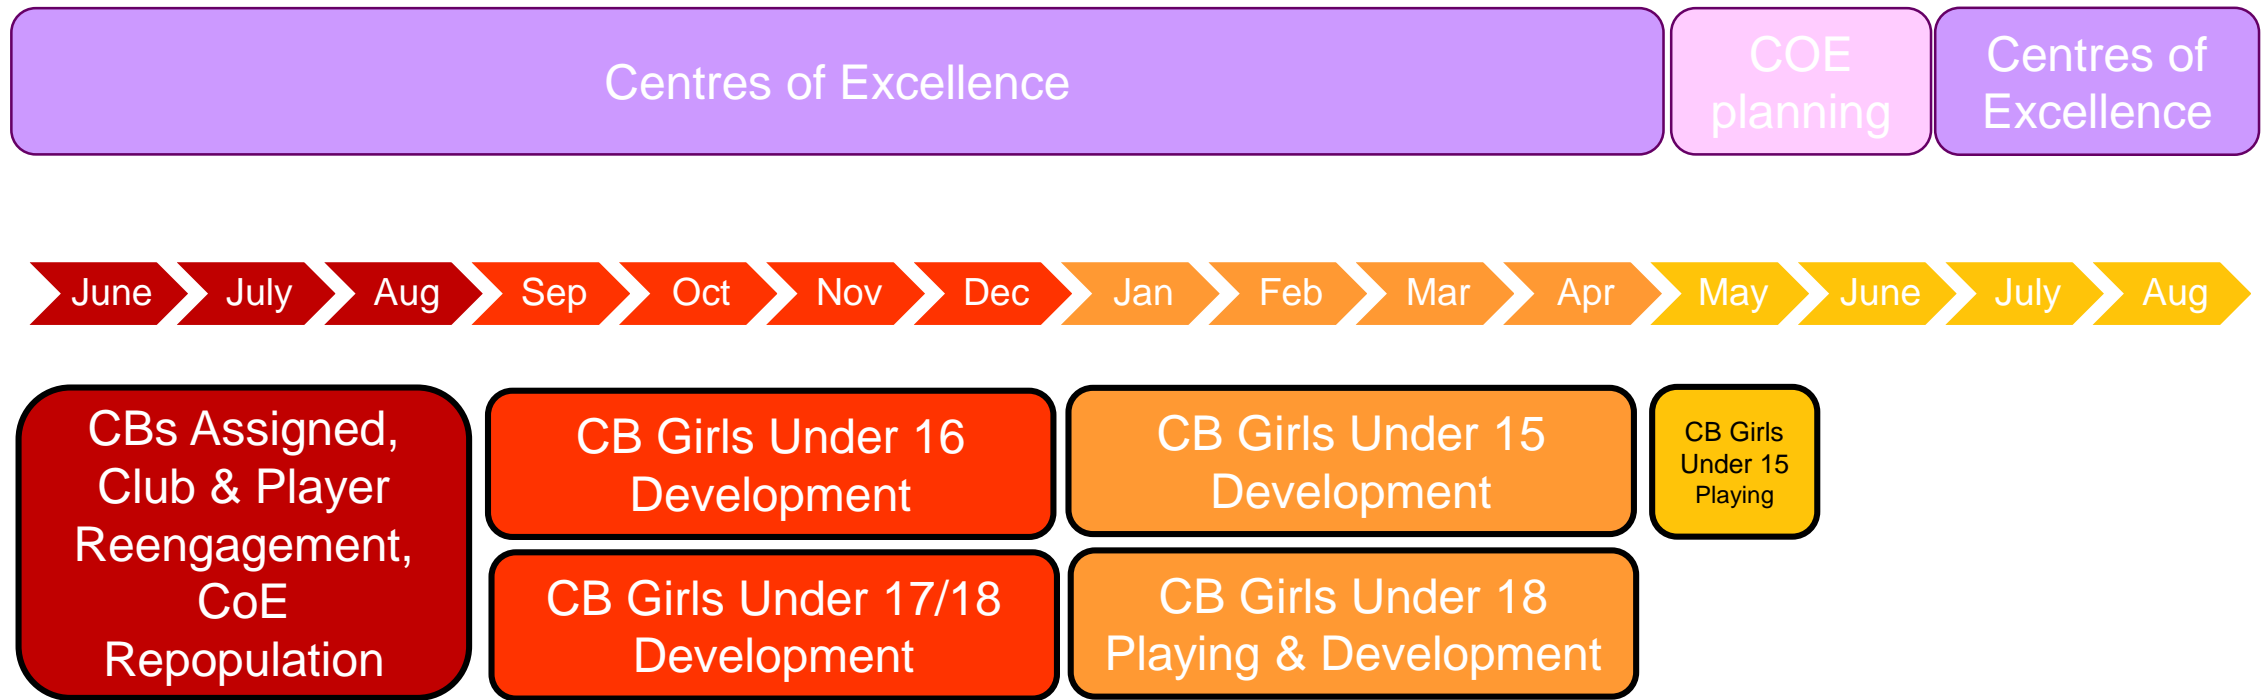 Centres of Excellence
COE
planning
Centres of
Excellence
June July Aug Sep Oct Nov Dec Jan Feb Mar Apr May June July Aug
CBs Assigned,
Club & Player
Reengagement,
CoE
Repopulation
CB Girls Under 16
Development
CB Girls Under 17/18
Development
CB Girls Under 15
Development
CB Girls Under 18
Playing & Development
CB Girls
Under 15
Playing